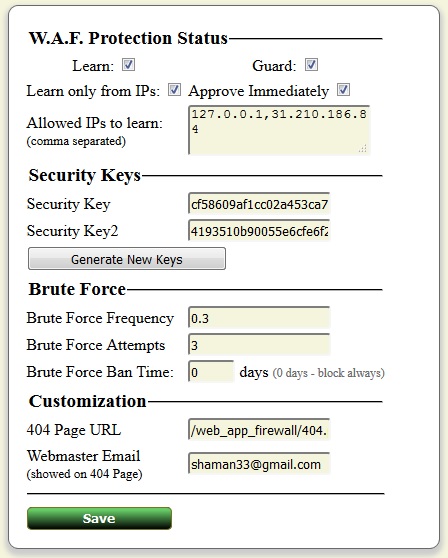 W.A.F. Protection Status
Learn: Guard:
Learn only from IPs: Approve Immediately
Allowed IPs to learn: 127.0.0.1,31.210.186.8
(comma separated) 4
Security Keys
Security Key cf58609af1cc02a453ca7
Security Key2 4193510b90055e6cfe6f2
Generate New Keys
Brute Force
Brute Force Frequency 0.3
Brute Force Attempts 3
Brute Force Ban Time: 0 days (0 days - block always)
Customization
404 Page URL /web_app_firewall/404.
Webmaster Email shaman33@gmail.com
(showed on 404 Page)
Save